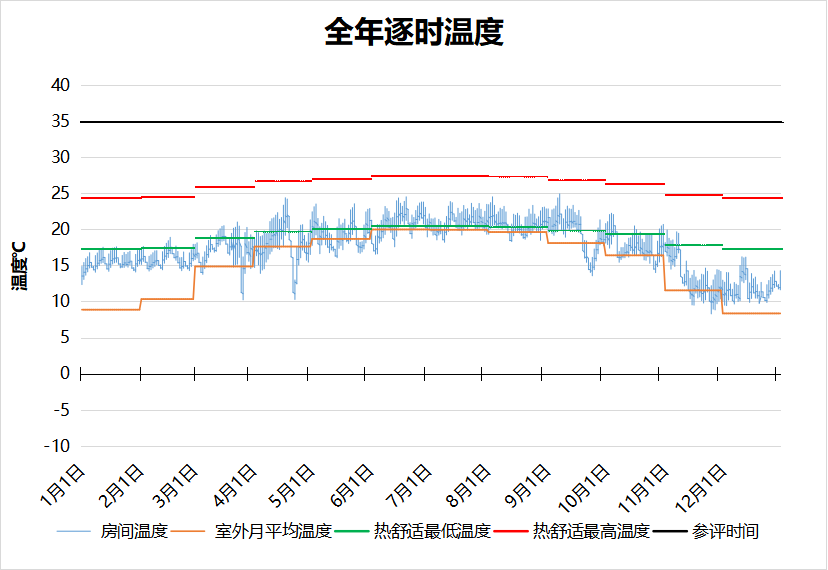 全年逐时温度
40
35
30
25
20
15
10
5
0
-5
-10
温度℃
1月1日
2月1日
3月1日
4月1日
5月1日
6月1日
7月1日
8月1日
9月1日
10月1日
11月1日
12月1日
房间温度 室外月平均温度 热舒适最低温度 热舒适最高温度 参评时间